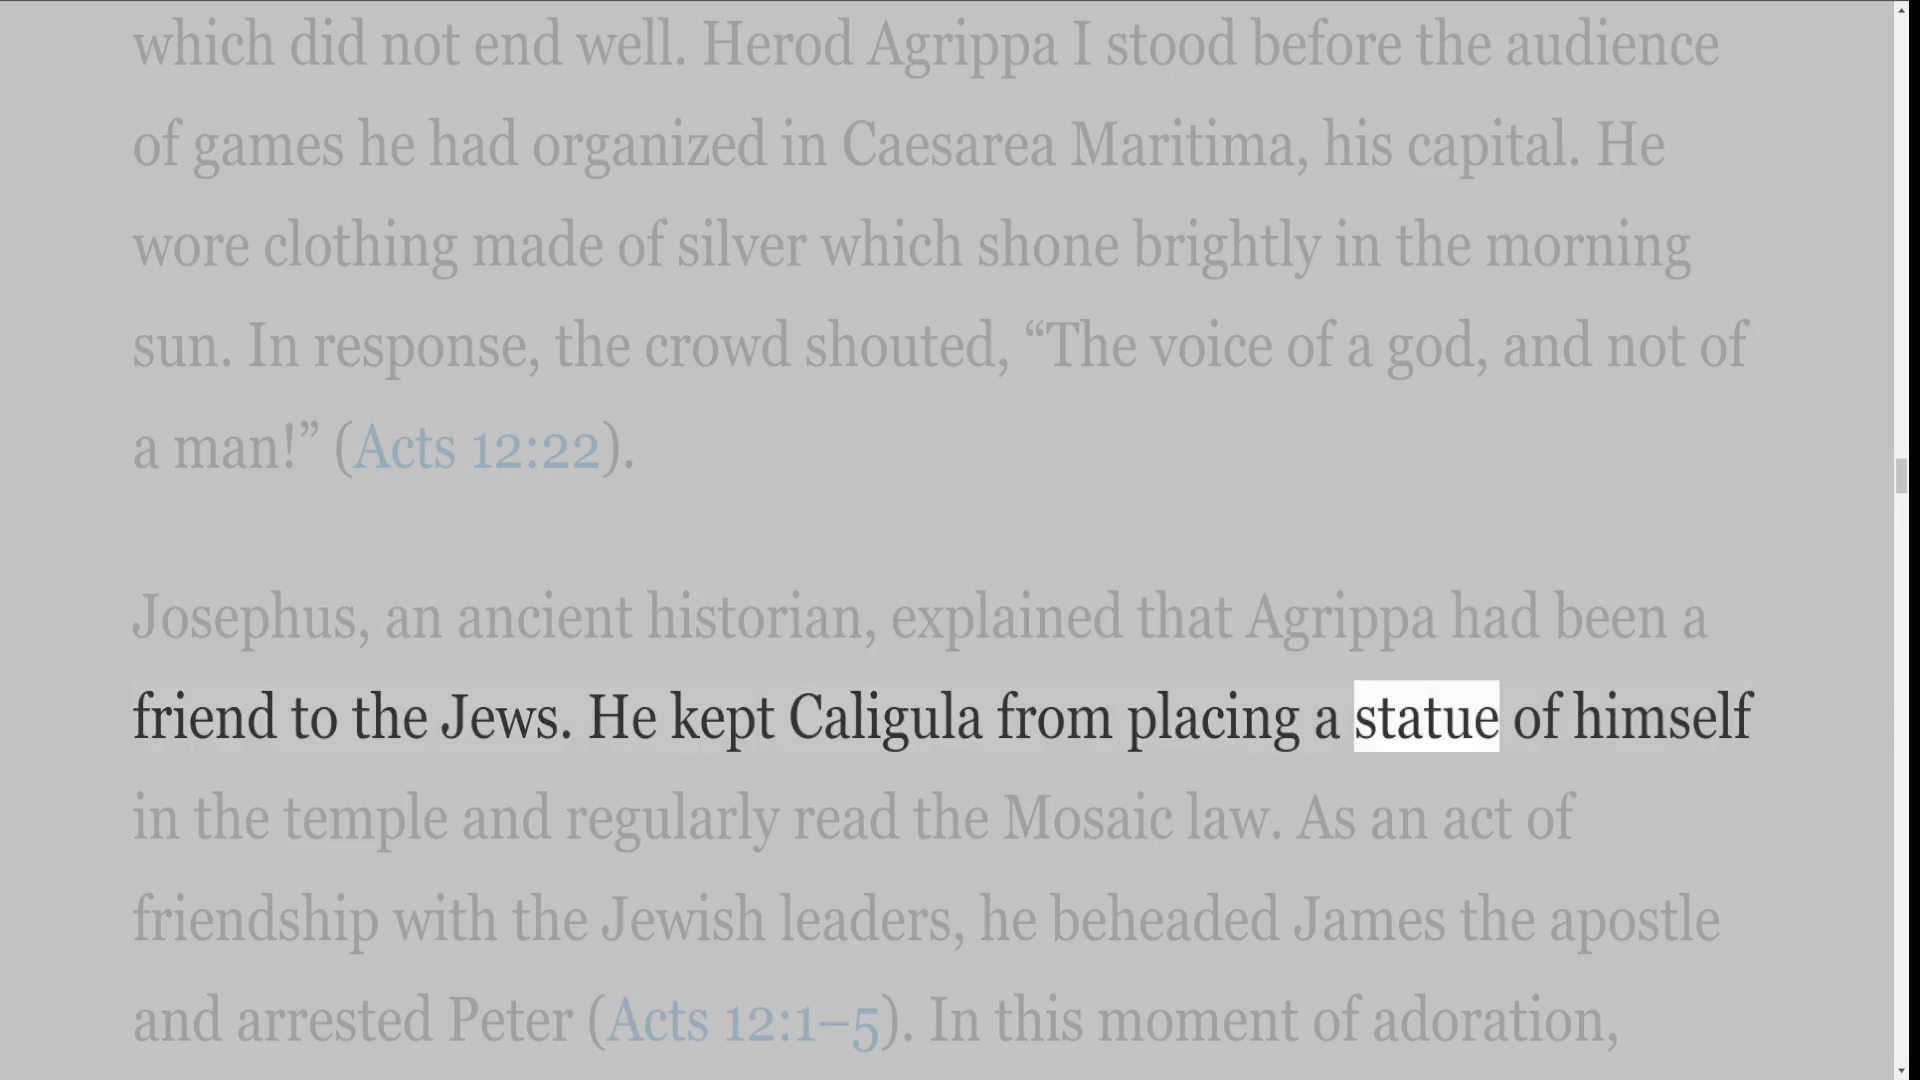 which did not end well. Herod Agrippa I stood before the audience
of games he had organized in Caesarea Maritima, his capital. He
wore clothing made of silver which shone brightly in the morning
sun. In response, the crowd shouted, “The voice of a god, and not of
a man!” (Acts 12:22).
Josephus, an ancient historian, explained that Agrippa had been a
friend to the Jews. He kept Caligula from placing a statue of himself
in the temple and regularly read the Mosaic law. As an act of
friendship with the Jewish leaders, he beheaded James the apostle
and arrested Peter (Acts 12:1–5). In this moment of adoration,